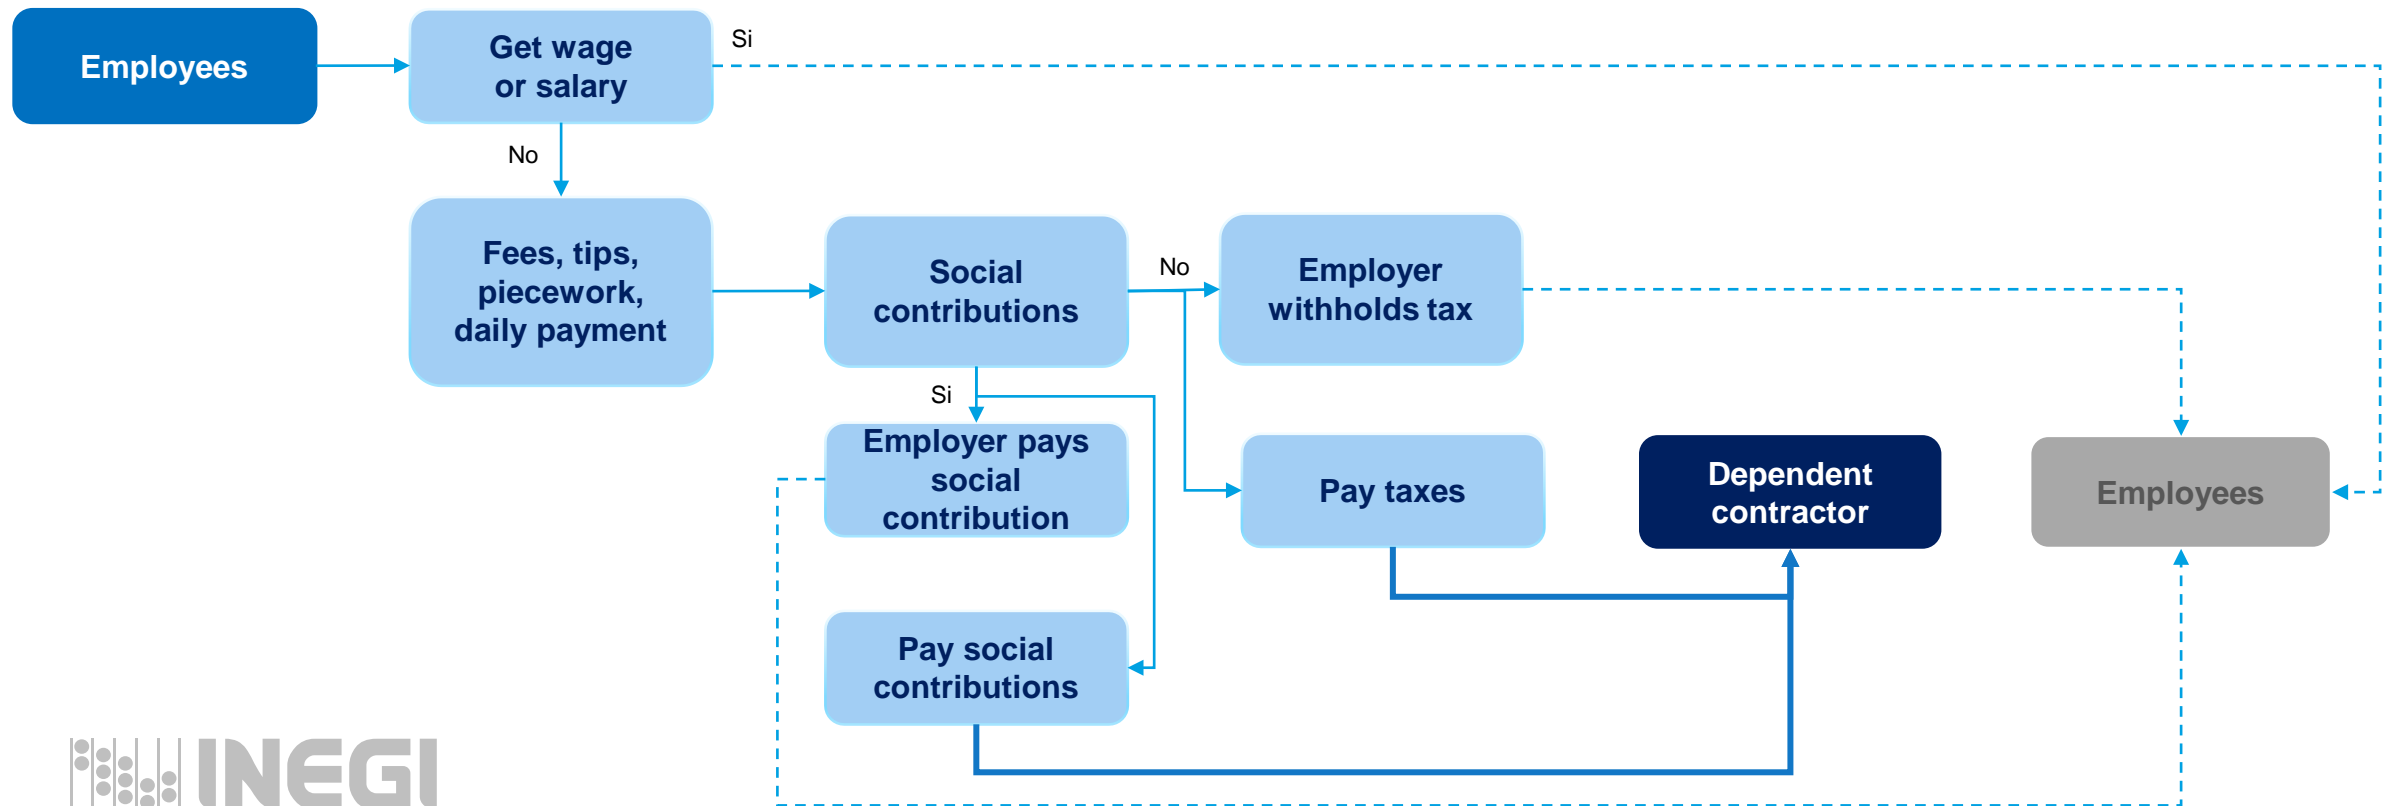 Employees
Get wage
or salary
Si
No
Fees, tips,
piecework,
daily payment
Social
contributions
No
Employer
withholds tax
Si
Employer pays
social
contribution
Pay taxes
Dependent
contractor
Employees
Pay social
contributions
INEGI